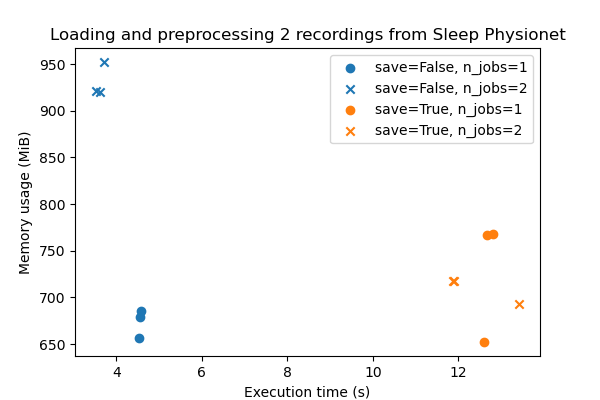 Loading and preprocessing 2 recordings from Sleep Physionet
save=False, n_jobs=1
save=False, n_jobs=2
save=True, n_jobs=1
save=True, n_jobs=2
Memory usage (MiB)
950
900
850
800
750
700
650
4 6 8 10 12
Execution time (s)